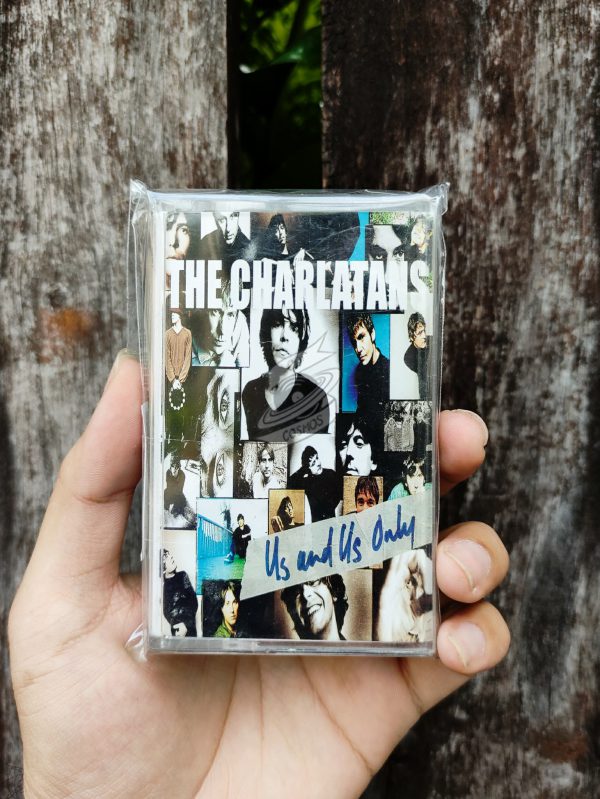 THE CHARLATANS
COSMOS
Us and Us Only